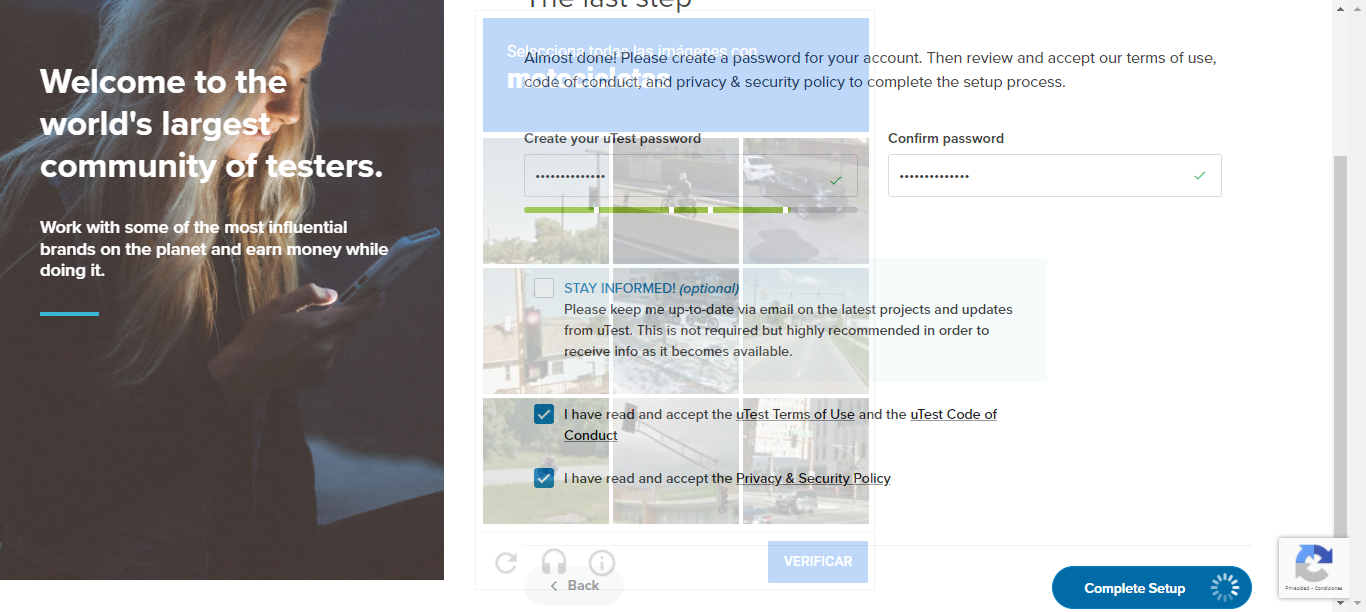 Welcome to the
world's largest
community of testers.
Work with some of the most influential
brands on the planet and earn money while
doing it.
The last step
Selecciona todas las imágenes con
motocicletas
Almost done! Please create a password for your account. Then review and accept our terms of use,
code of conduct, and privacy & security policy to complete the setup process.
Create your uTest password
Confirm password
••••••••••••••
••••••••••••••
STAY INFORMED! (optional)
Please keep me up-to-date via email on the latest projects and updates
from uTest. This is not required but highly recommended in order to
receive info as it becomes available.
I have read and accept the uTest Terms of Use and the uTest Code of
Conduct
I have read and accept the Privacy & Security Policy
VERIFICAR
Back
Complete Setup
Privacidad - Condiciones